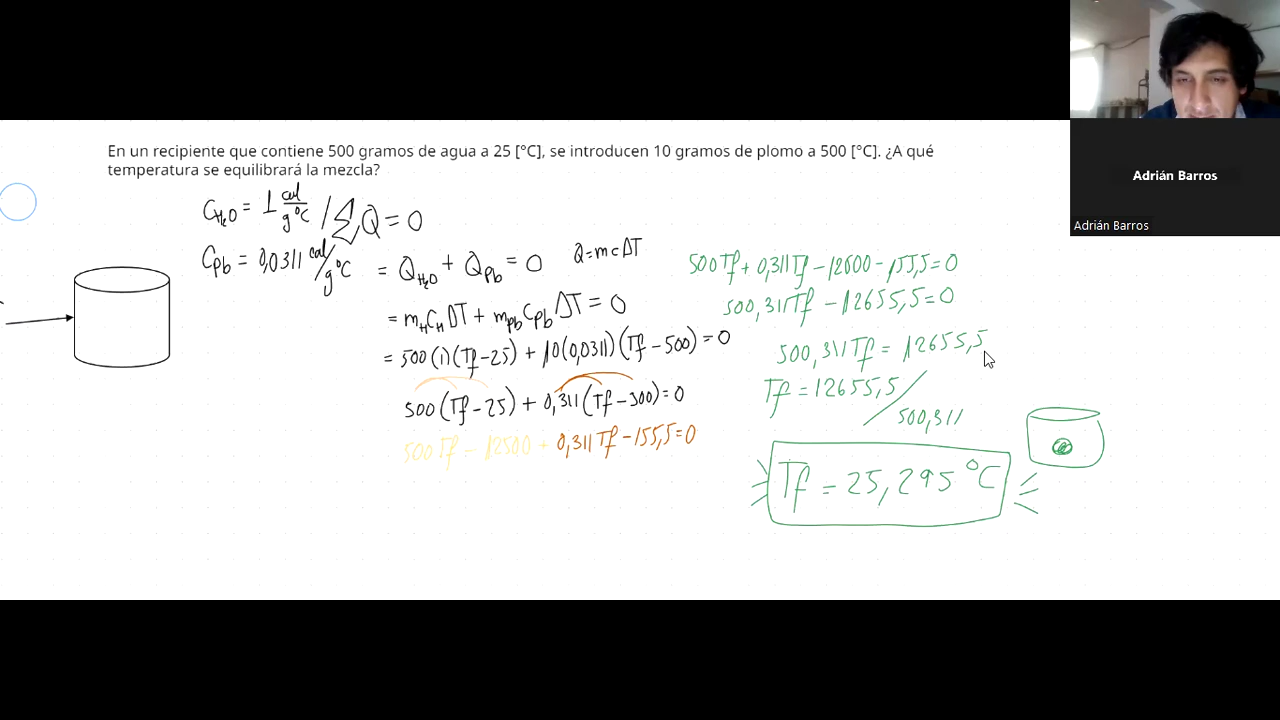 En un recipiente que contiene 500 gramos de agua a 25 [°C], se introducen 10 gramos de plomo a 500 [°C]. ¿A qué
temperatura se equilibrará la mezcla?
C_H₂O = 1 cal/g°C / ΣQ = 0
C_Pb = 0,0311 cal/g°C
= Q_H₂O + Q_Pb = 0 Q=mcΔT
= m_H C_H ΔT + m_Pb C_Pb ΔT = 0
= 500(1)(Tf-25) + 10(0,0311)(Tf-500) = 0
500(Tf-25) + 0,311(Tf-500)=0
500Tf - 12500 + 0,311Tf - 155,5=0
500Tf + 0,311Tf - 12500 - 155,5=0
500,311Tf - 12655,5=0
500,311Tf = 12655,5
Tf = 12655,5/500,311
Tf = 25,295 °C
Adrián Barros
Adrián Barros